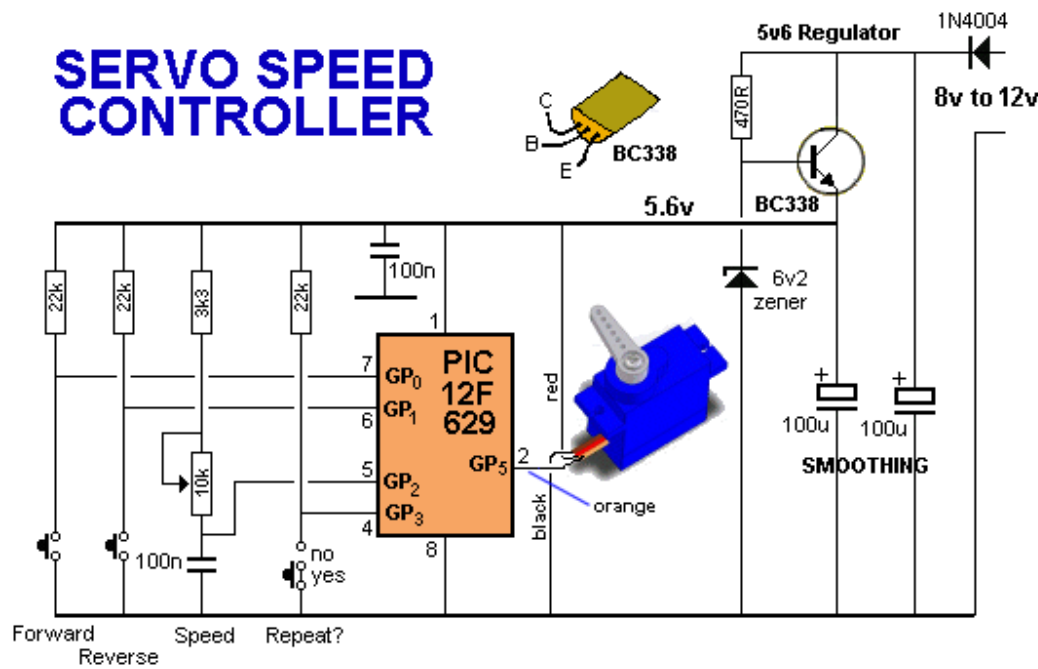 SERVO SPEED
CONTROLLER
5v6 Regulator
1N4004
8v to 12v
470R
C
B
E
BC338
BC338
5.6v
22k
22k
3k3
22k
100n
6v2
zener
1
PIC
12F
629
7
GP0
6
GP1
5
GP2
4
GP3
GP5
2
8
red
black
orange
10k
100n
no
yes
+
100u
+
100u
SMOOTHING
Forward
Reverse
Speed
Repeat?